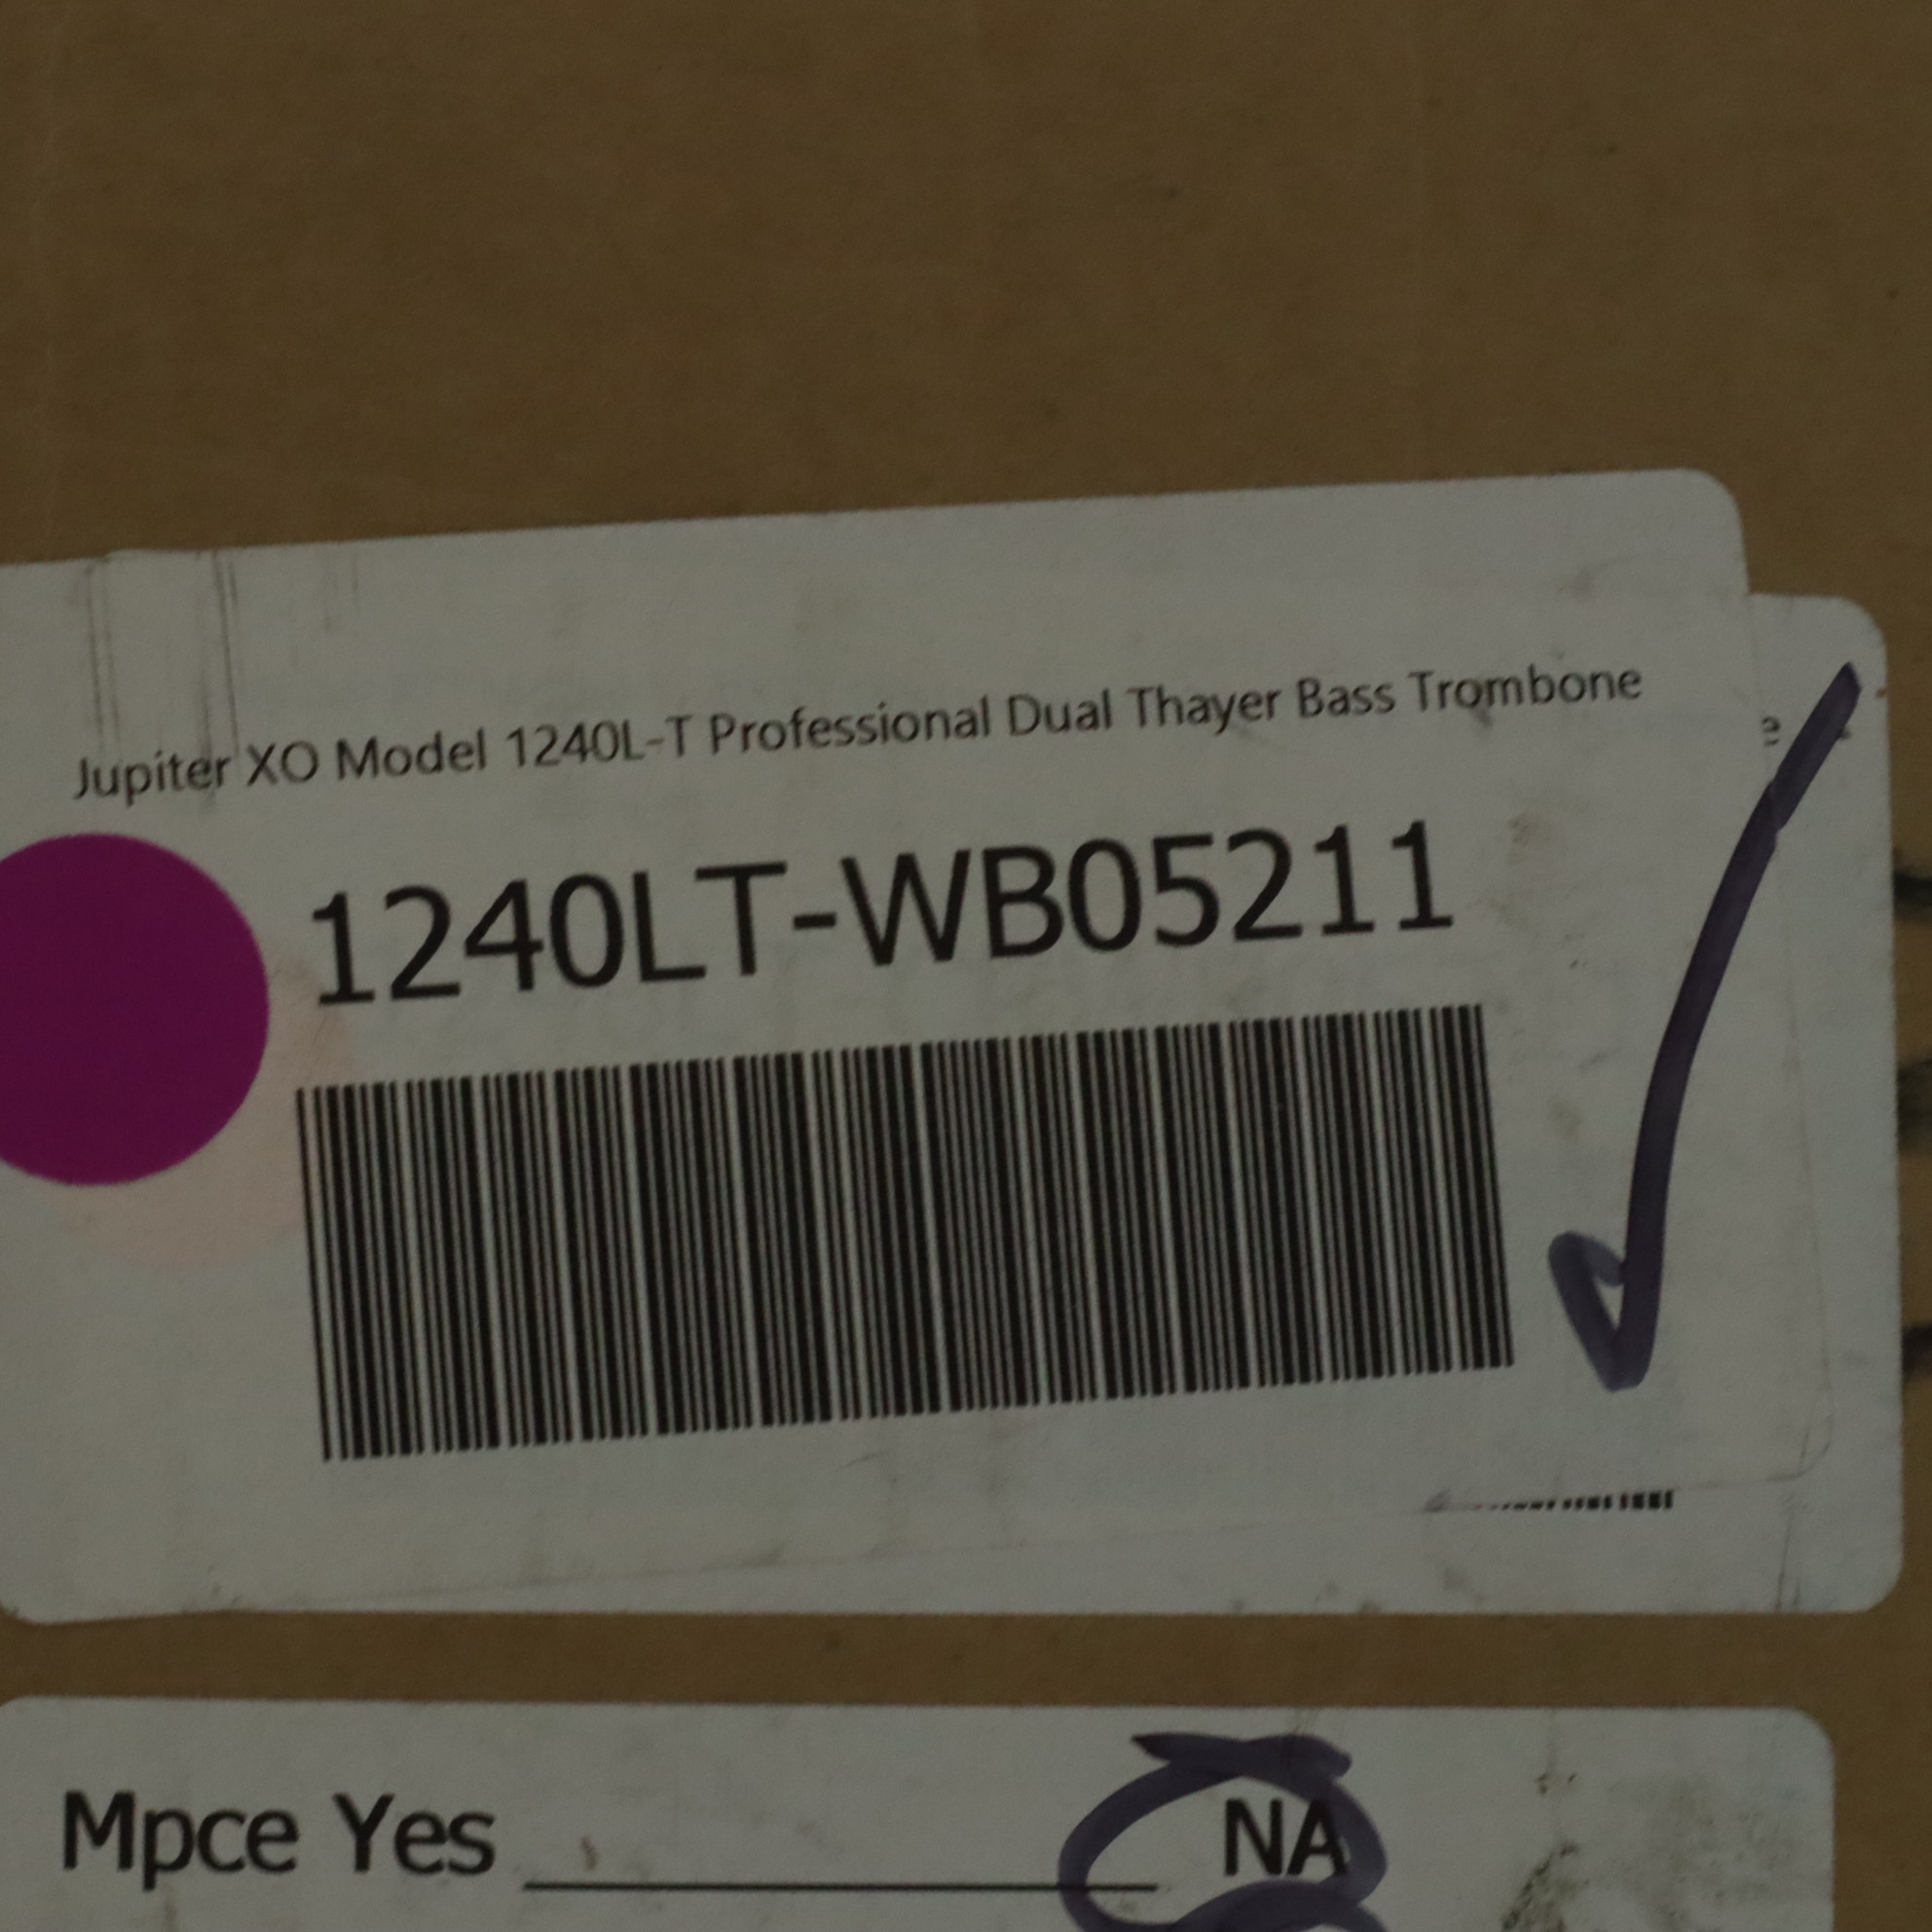 Jupiter XO Model 1240L-T Professional Dual Thayer Bass Trombone
1240LT-WB05211
Mpce Yes NA